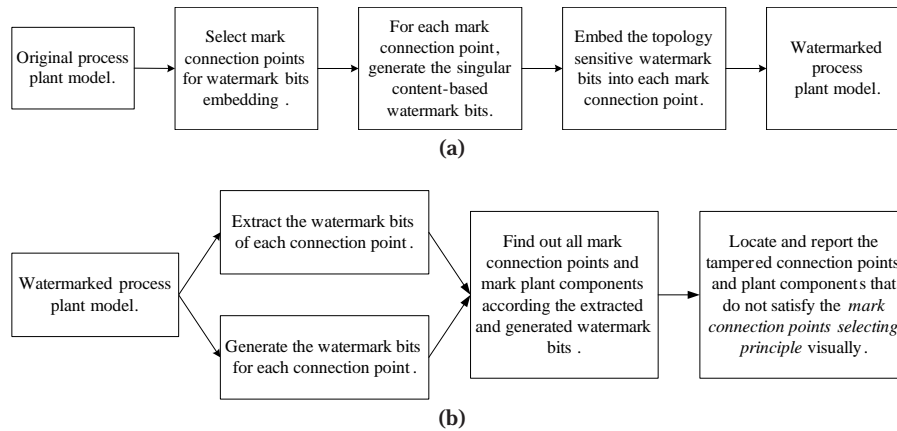 Original process
plant model.
Select mark
connection points
for watermark bits
embedding .
For each mark
connection point,
generate the singular
content-based
watermark bits.
Embed the topology
sensitive watermark
bits into each mark
connection point.
Watermarked
process
plant model.
(a)
Watermarked process
plant model.
Extract the watermark bits
of each connection point .
Generate the watermark bits
for each connection point.
Find out all mark
connection points and
mark plant components
according the extracted
and generated watermark
bits .
Locate and report the
tampered connection points
and plant components that
do not satisfy the mark
connection points selecting
principle visually .
(b)